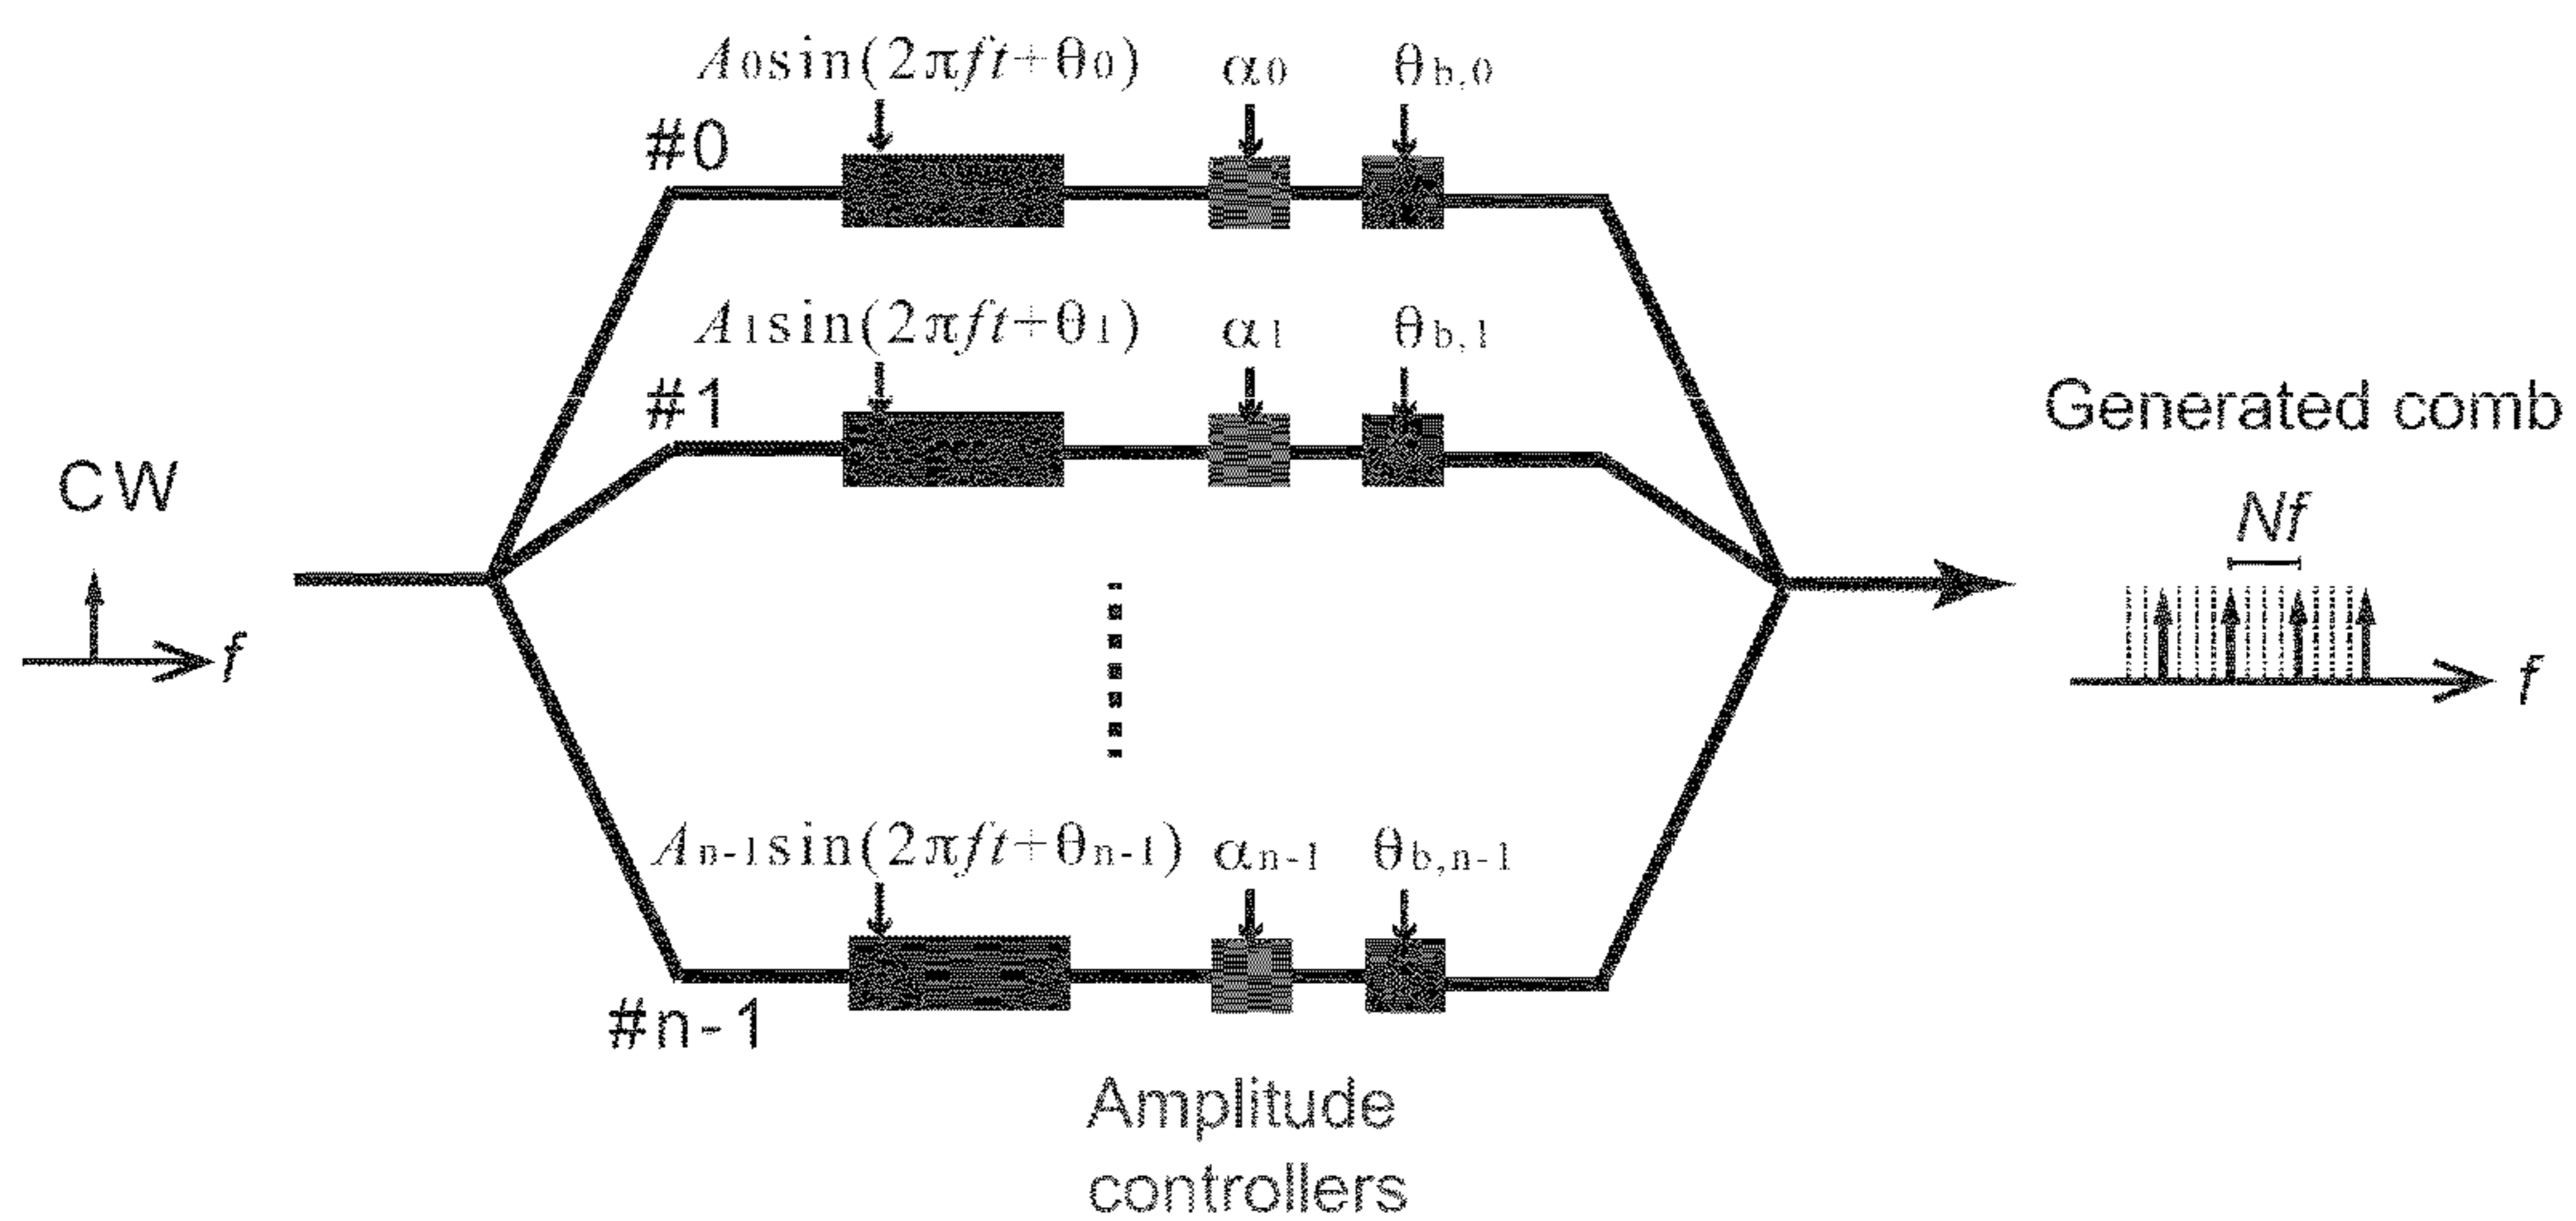 A0sin(2πft+θ0) α0 θb,0
#0
A1sin(2πft+θ1) α1 θb,1
#1
CW
f
Generated comb
Nf
f
An-1sin(2πft+θn-1) αn-1 θb,n-1
#n-1
Amplitude
controllers